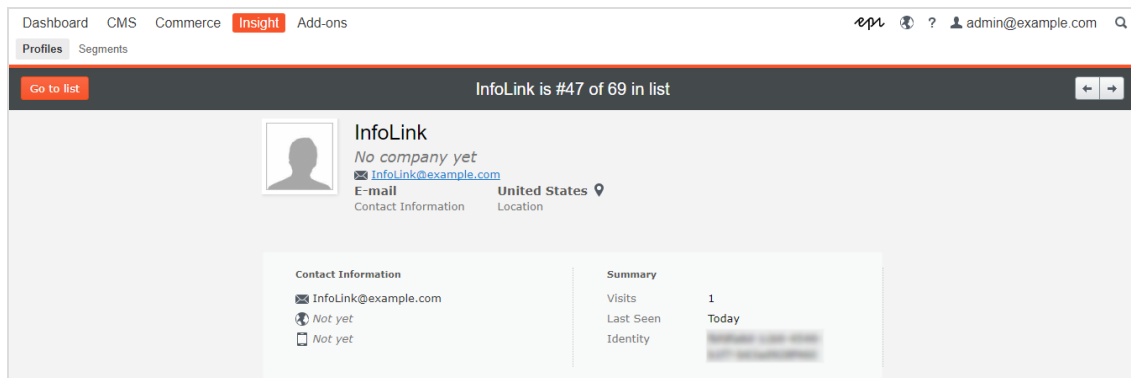 Dashboard CMS Commerce Insight Add-ons epi ? admin@example.com
Profiles Segments
Go to list InfoLink is #47 of 69 in list
InfoLink
No company yet
InfoLink@example.com
E-mail United States
Contact Information Location
Contact Information Summary
InfoLink@example.com Visits 1
Not yet Last Seen Today
Not yet Identity